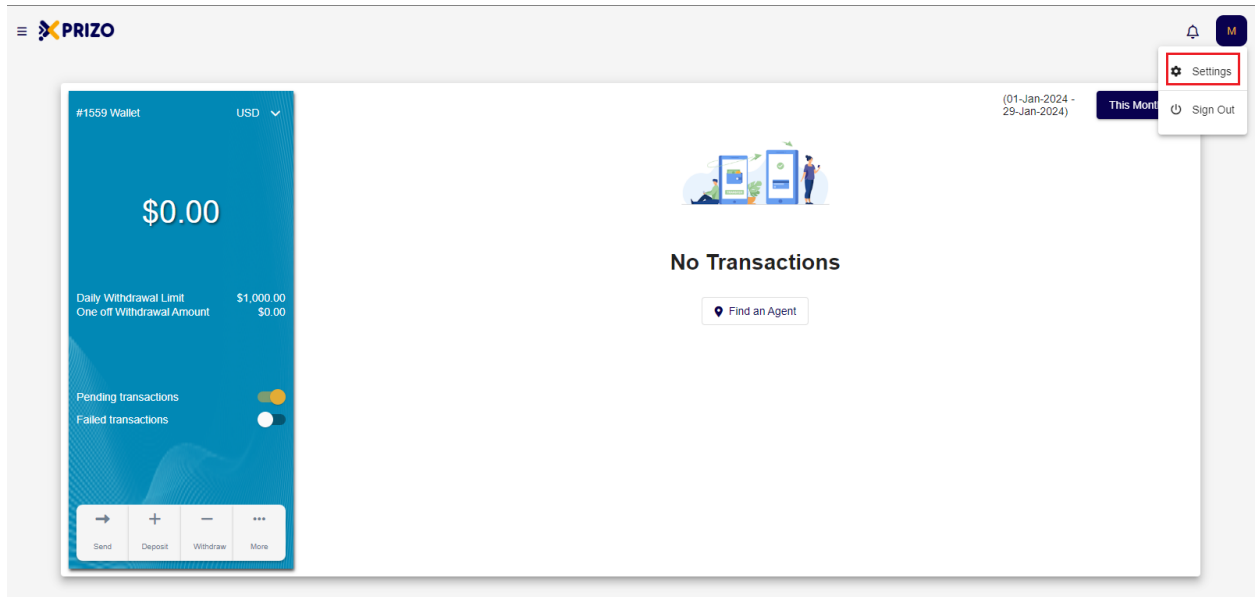 XPRIZO
M
Settings
Sign Out
#1559 Wallet USD
(01-Jan-2024 -
29-Jan-2024)
This Mont
$0.00
No Transactions
Find an Agent
Daily Withdrawal Limit $1,000.00
One off Withdrawal Amount $0.00
Pending transactions
Failed transactions
Send Deposit Withdraw More